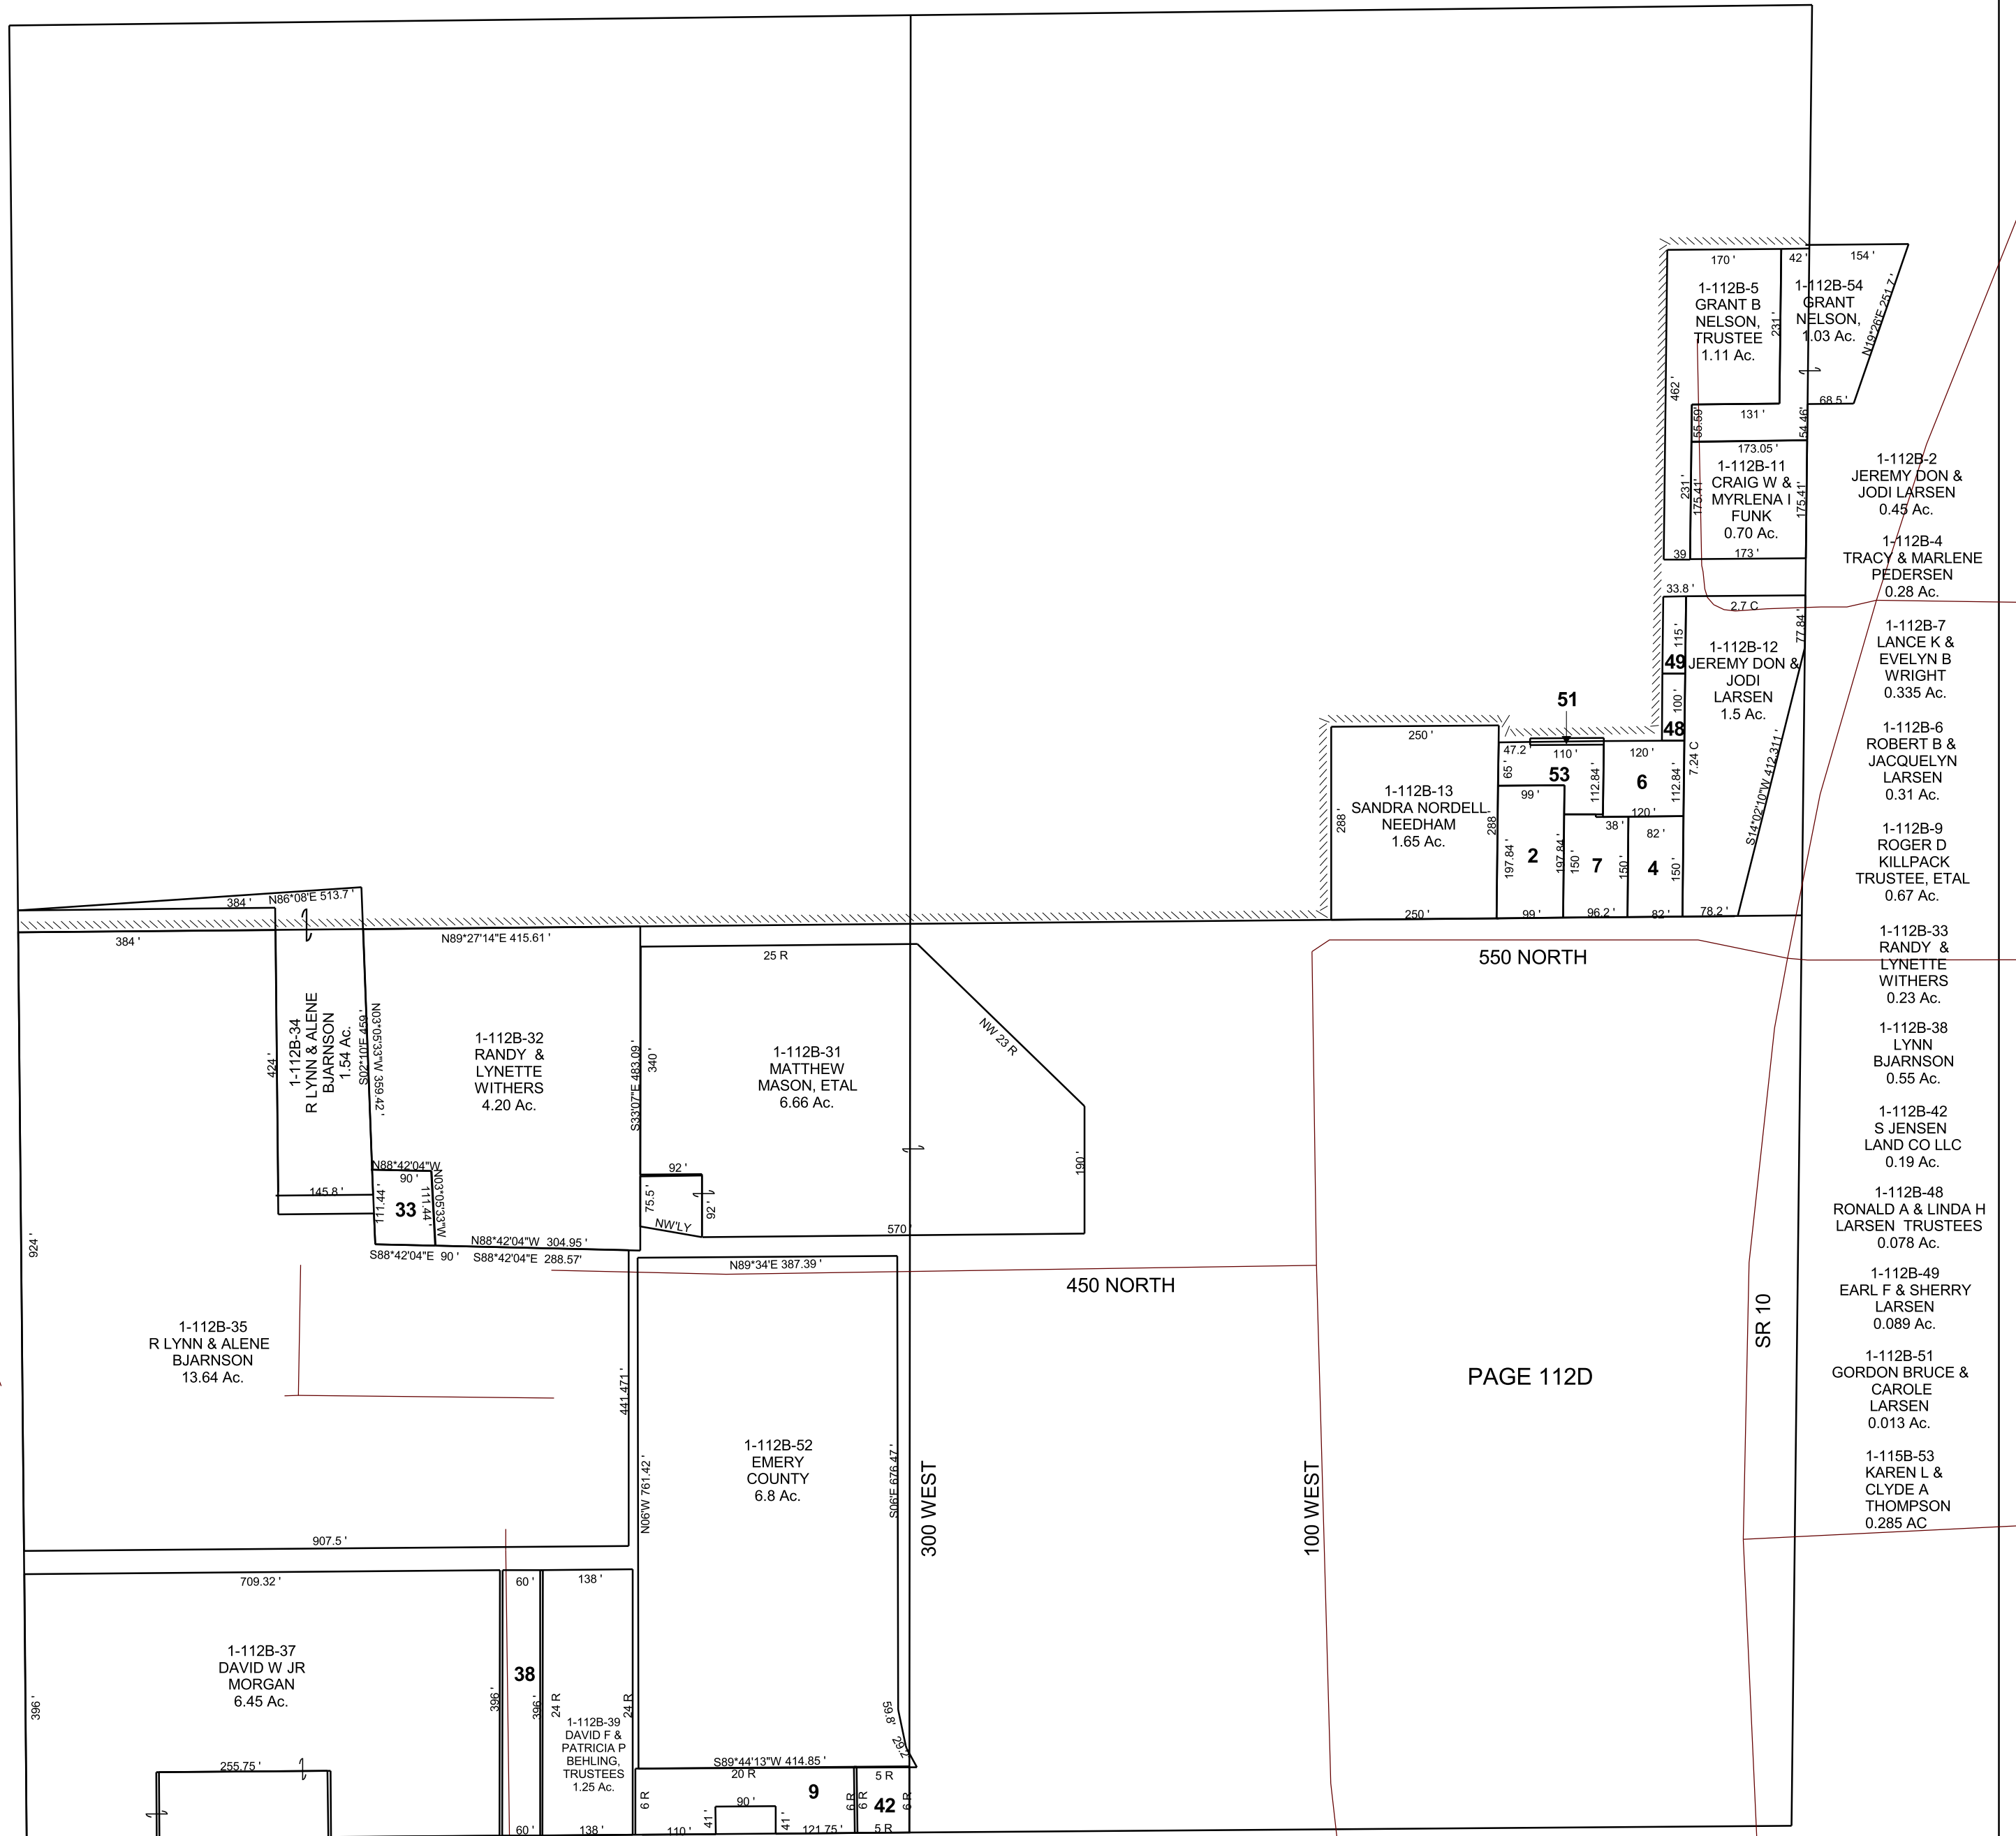 170 '
42 '
154 '
1-112B-5
GRANT B
NELSON,
TRUSTEE
1.11 Ac.
231 '
1-112B-54
GRANT
NELSON,
1.03 Ac.
N19*26'E 251.7 '
462 '
68.5 '
55.59'
131 '
54.46'
173.05 '
1-112B-11
CRAIG W &
MYRLENA I
FUNK
0.70 Ac.
231 '
175.41'
175.41'
39
173 '
33.8 '
2.7 C
77.84 '
115 '
49
1-112B-12
JEREMY DON &
JODI
LARSEN
1.5 Ac.
100 '
48
7.24 C
S14*02'10"W 412.311 '
51
250 '
47.2 '
110 '
120 '
65 '
53
112.84 '
6
112.84 '
1-112B-13
SANDRA NORDELL
NEEDHAM
1.65 Ac.
288 '
288 '
99 '
120 '
38 '
82 '
197.84 '
2
197.84 '
150 '
7
150 '
4
150 '
250 '
99 '
96.2 '
82 '
78.2 '
550 NORTH
384 '
N86*08'E 513.7 '
384 '
N89*27'14"E 415.61 '
25 R
1-112B-34
R LYNN & ALENE
BJARNSON
1.54 Ac.
424 '
S02*10'E 459 '
N03*05'33"W 359.42 '
1-112B-32
RANDY &
LYNETTE
WITHERS
4.20 Ac.
S33'07"E 483.09 '
340 '
1-112B-31
MATTHEW
MASON, ETAL
6.66 Ac.
NW 23 R
190 '
N88*42'04"W
90 '
145.8 '
111.44 '
33
111.44 '
N03*05'33"W
92 '
75.5 '
92 '
NW'LY
570 '
924 '
N88*42'04"W 304.95 '
S88*42'04"E 90 '
S88*42'04"E 288.57'
N89*34'E 387.39 '
450 NORTH
1-112B-35
R LYNN & ALENE
BJARNSON
13.64 Ac.
441.471 '
1-112B-52
EMERY
COUNTY
6.8 Ac.
N06'W 761.42 '
S06'E 676.47 '
300 WEST
100 WEST
PAGE 112D
SR 10
907.5 '
709.32 '
60 '
138 '
1-112B-37
DAVID W JR
MORGAN
6.45 Ac.
396 '
396 '
38
396 '
24 R
24 R
1-112B-39
DAVID F &
PATRICIA P
BEHLING,
TRUSTEES
1.25 Ac.
59.8'
29.2'
255.75 '
S89*44'13"W 414.85 '
20 R
5 R
6 R
9
6 R
6 R
42
6 R
90 '
41 '
41 '
60 '
138 '
110 '
121.75 '
5 R
1-112B-2
JEREMY DON &
JODI LARSEN
0.45 Ac.
1-112B-4
TRACY & MARLENE
PEDERSEN
0.28 Ac.
1-112B-7
LANCE K &
EVELYN B
WRIGHT
0.335 Ac.
1-112B-6
ROBERT B &
JACQUELYN
LARSEN
0.31 Ac.
1-112B-9
ROGER D
KILLPACK
TRUSTEE, ETAL
0.67 Ac.
1-112B-33
RANDY &
LYNETTE
WITHERS
0.23 Ac.
1-112B-38
LYNN
BJARNSON
0.55 Ac.
1-112B-42
S JENSEN
LAND CO LLC
0.19 Ac.
1-112B-48
RONALD A & LINDA H
LARSEN TRUSTEES
0.078 Ac.
1-112B-49
EARL F & SHERRY
LARSEN
0.089 Ac.
1-112B-51
GORDON BRUCE &
CAROLE
LARSEN
0.013 Ac.
1-115B-53
KAREN L &
CLYDE A
THOMPSON
0.285 AC